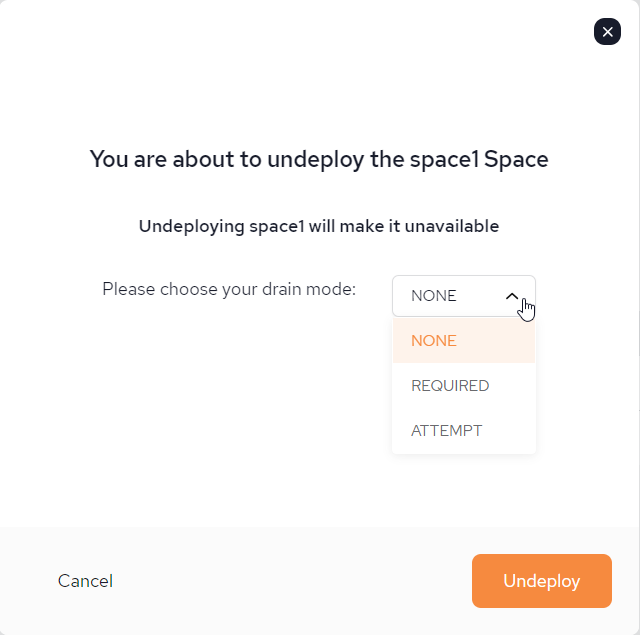 You are about to undeploy the space1 Space
Undeploying space1 will make it unavailable
Please choose your drain mode:
NONE
NONE
REQUIRED
ATTEMPT
Cancel
Undeploy